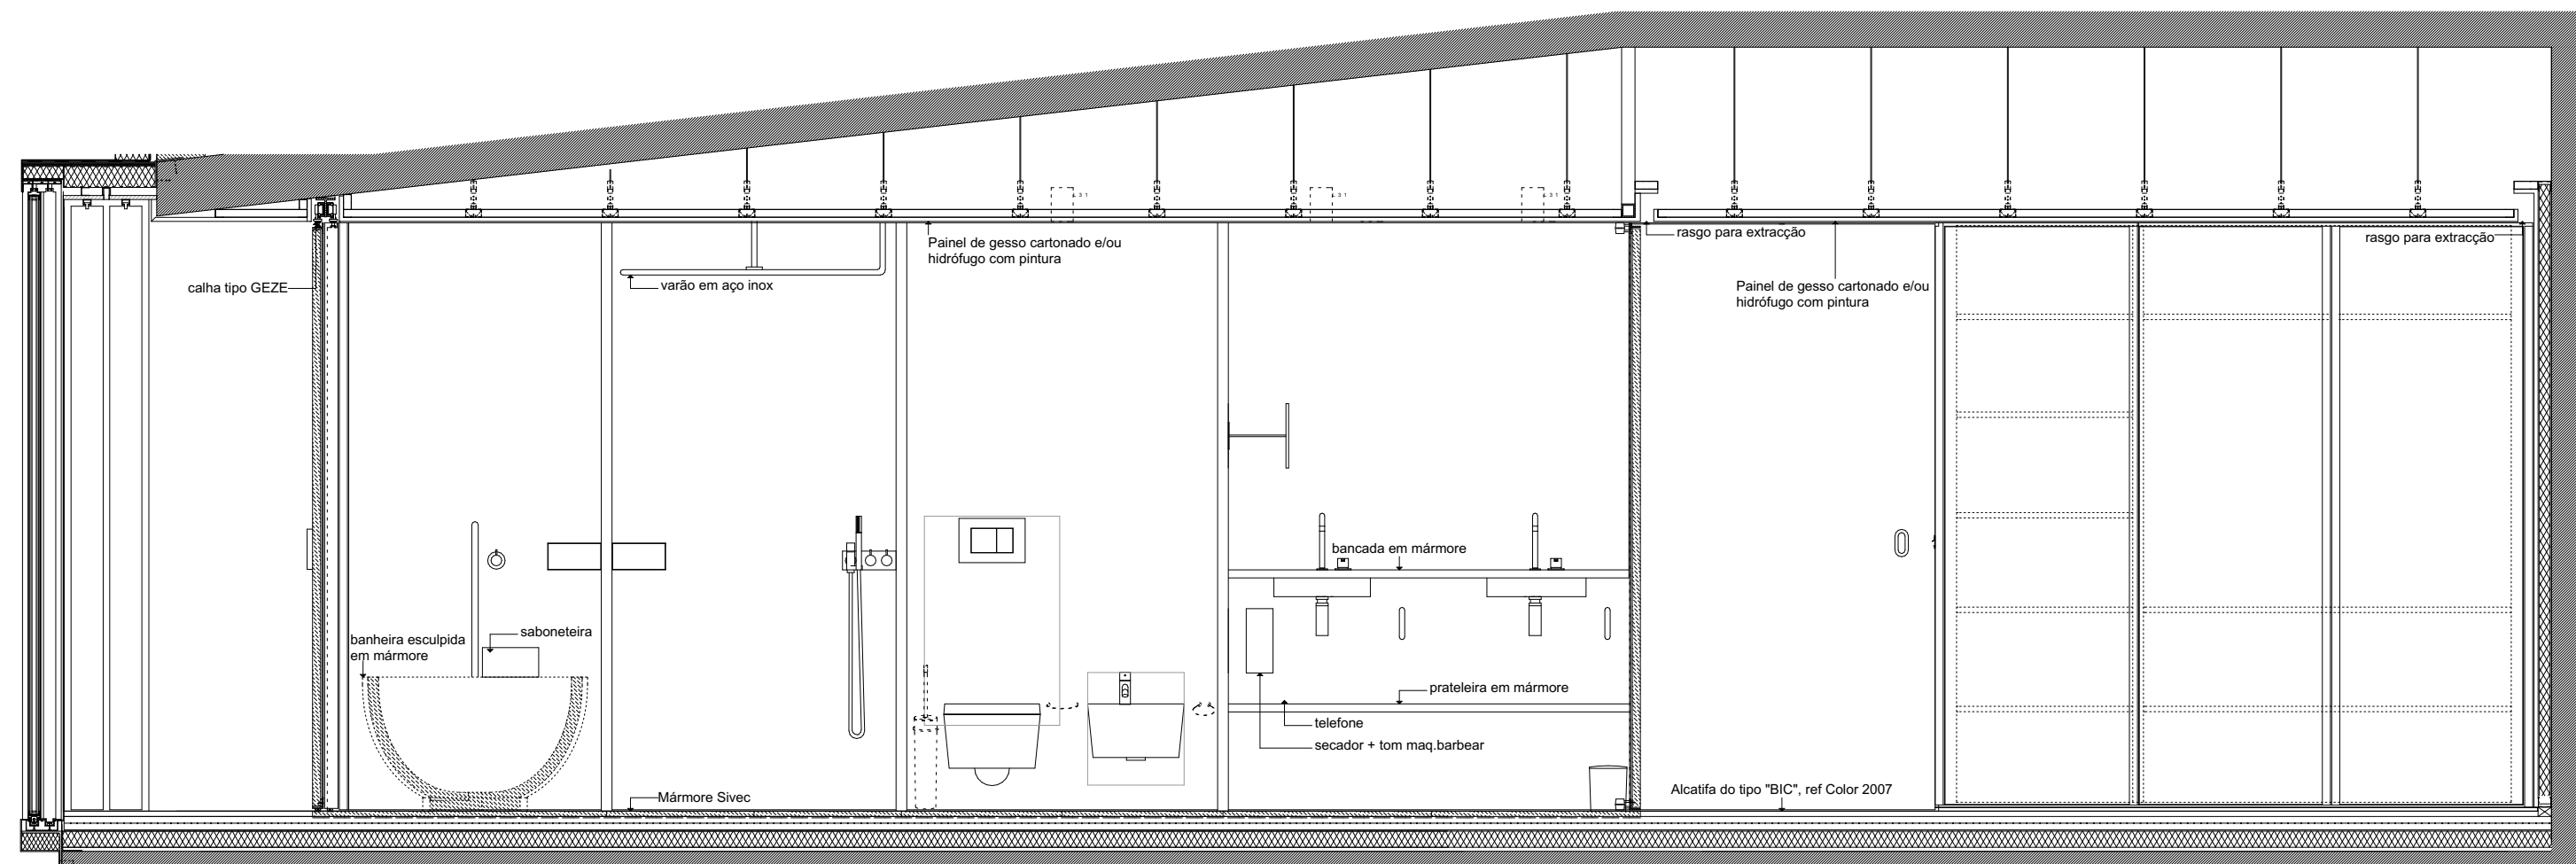 Painel de gesso cartonado e/ou
hidrófugo com pintura
rasgo para extracção
rasgo para extracção
calha tipo GEZE
varão em aço inox
Painel de gesso cartonado e/ou
hidrófugo com pintura
bancada em mármore
banheira esculpida
em mármore
saboneteira
prateleira em mármore
telefone
secador + tom maq.barbear
Mármore Sivec
Alcatifa do tipo "BIC", ref Color 2007